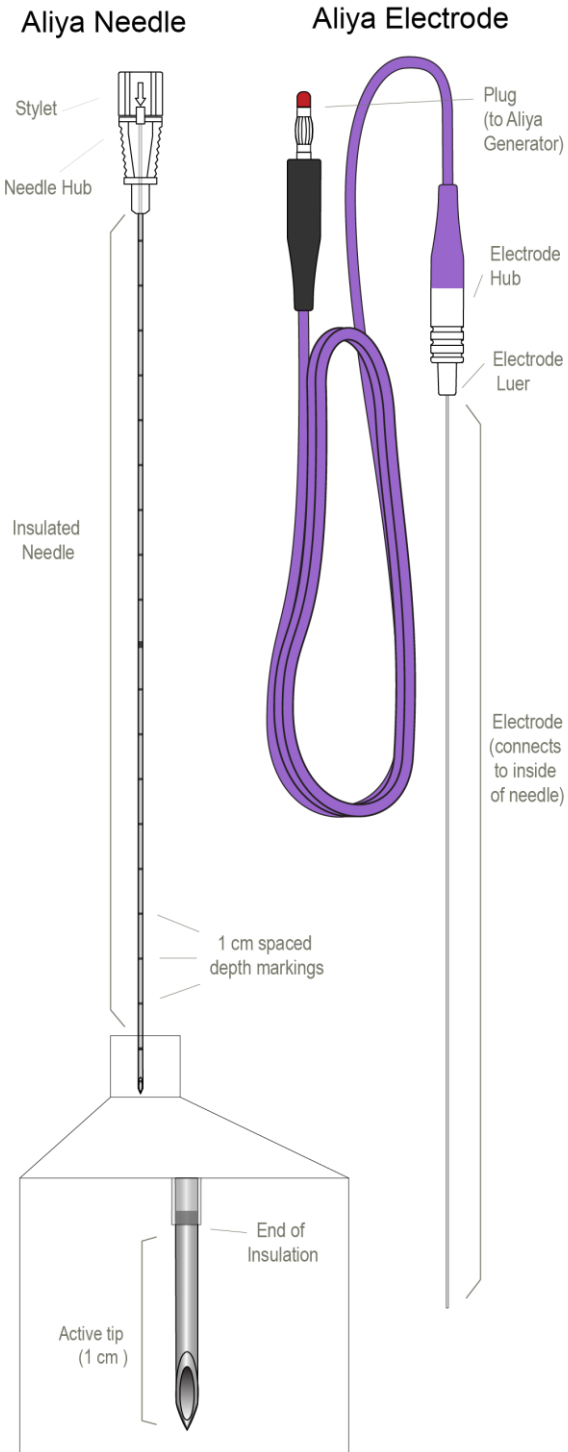 Aliya Needle
Aliya Electrode
Stylet
Needle Hub
Plug
(to Aliya
Generator)
Electrode
Hub
Electrode
Luer
Insulated
Needle
Electrode
(connects
to inside
of needle)
1 cm spaced
depth markings
End of
Insulation
Active tip
(1 cm )